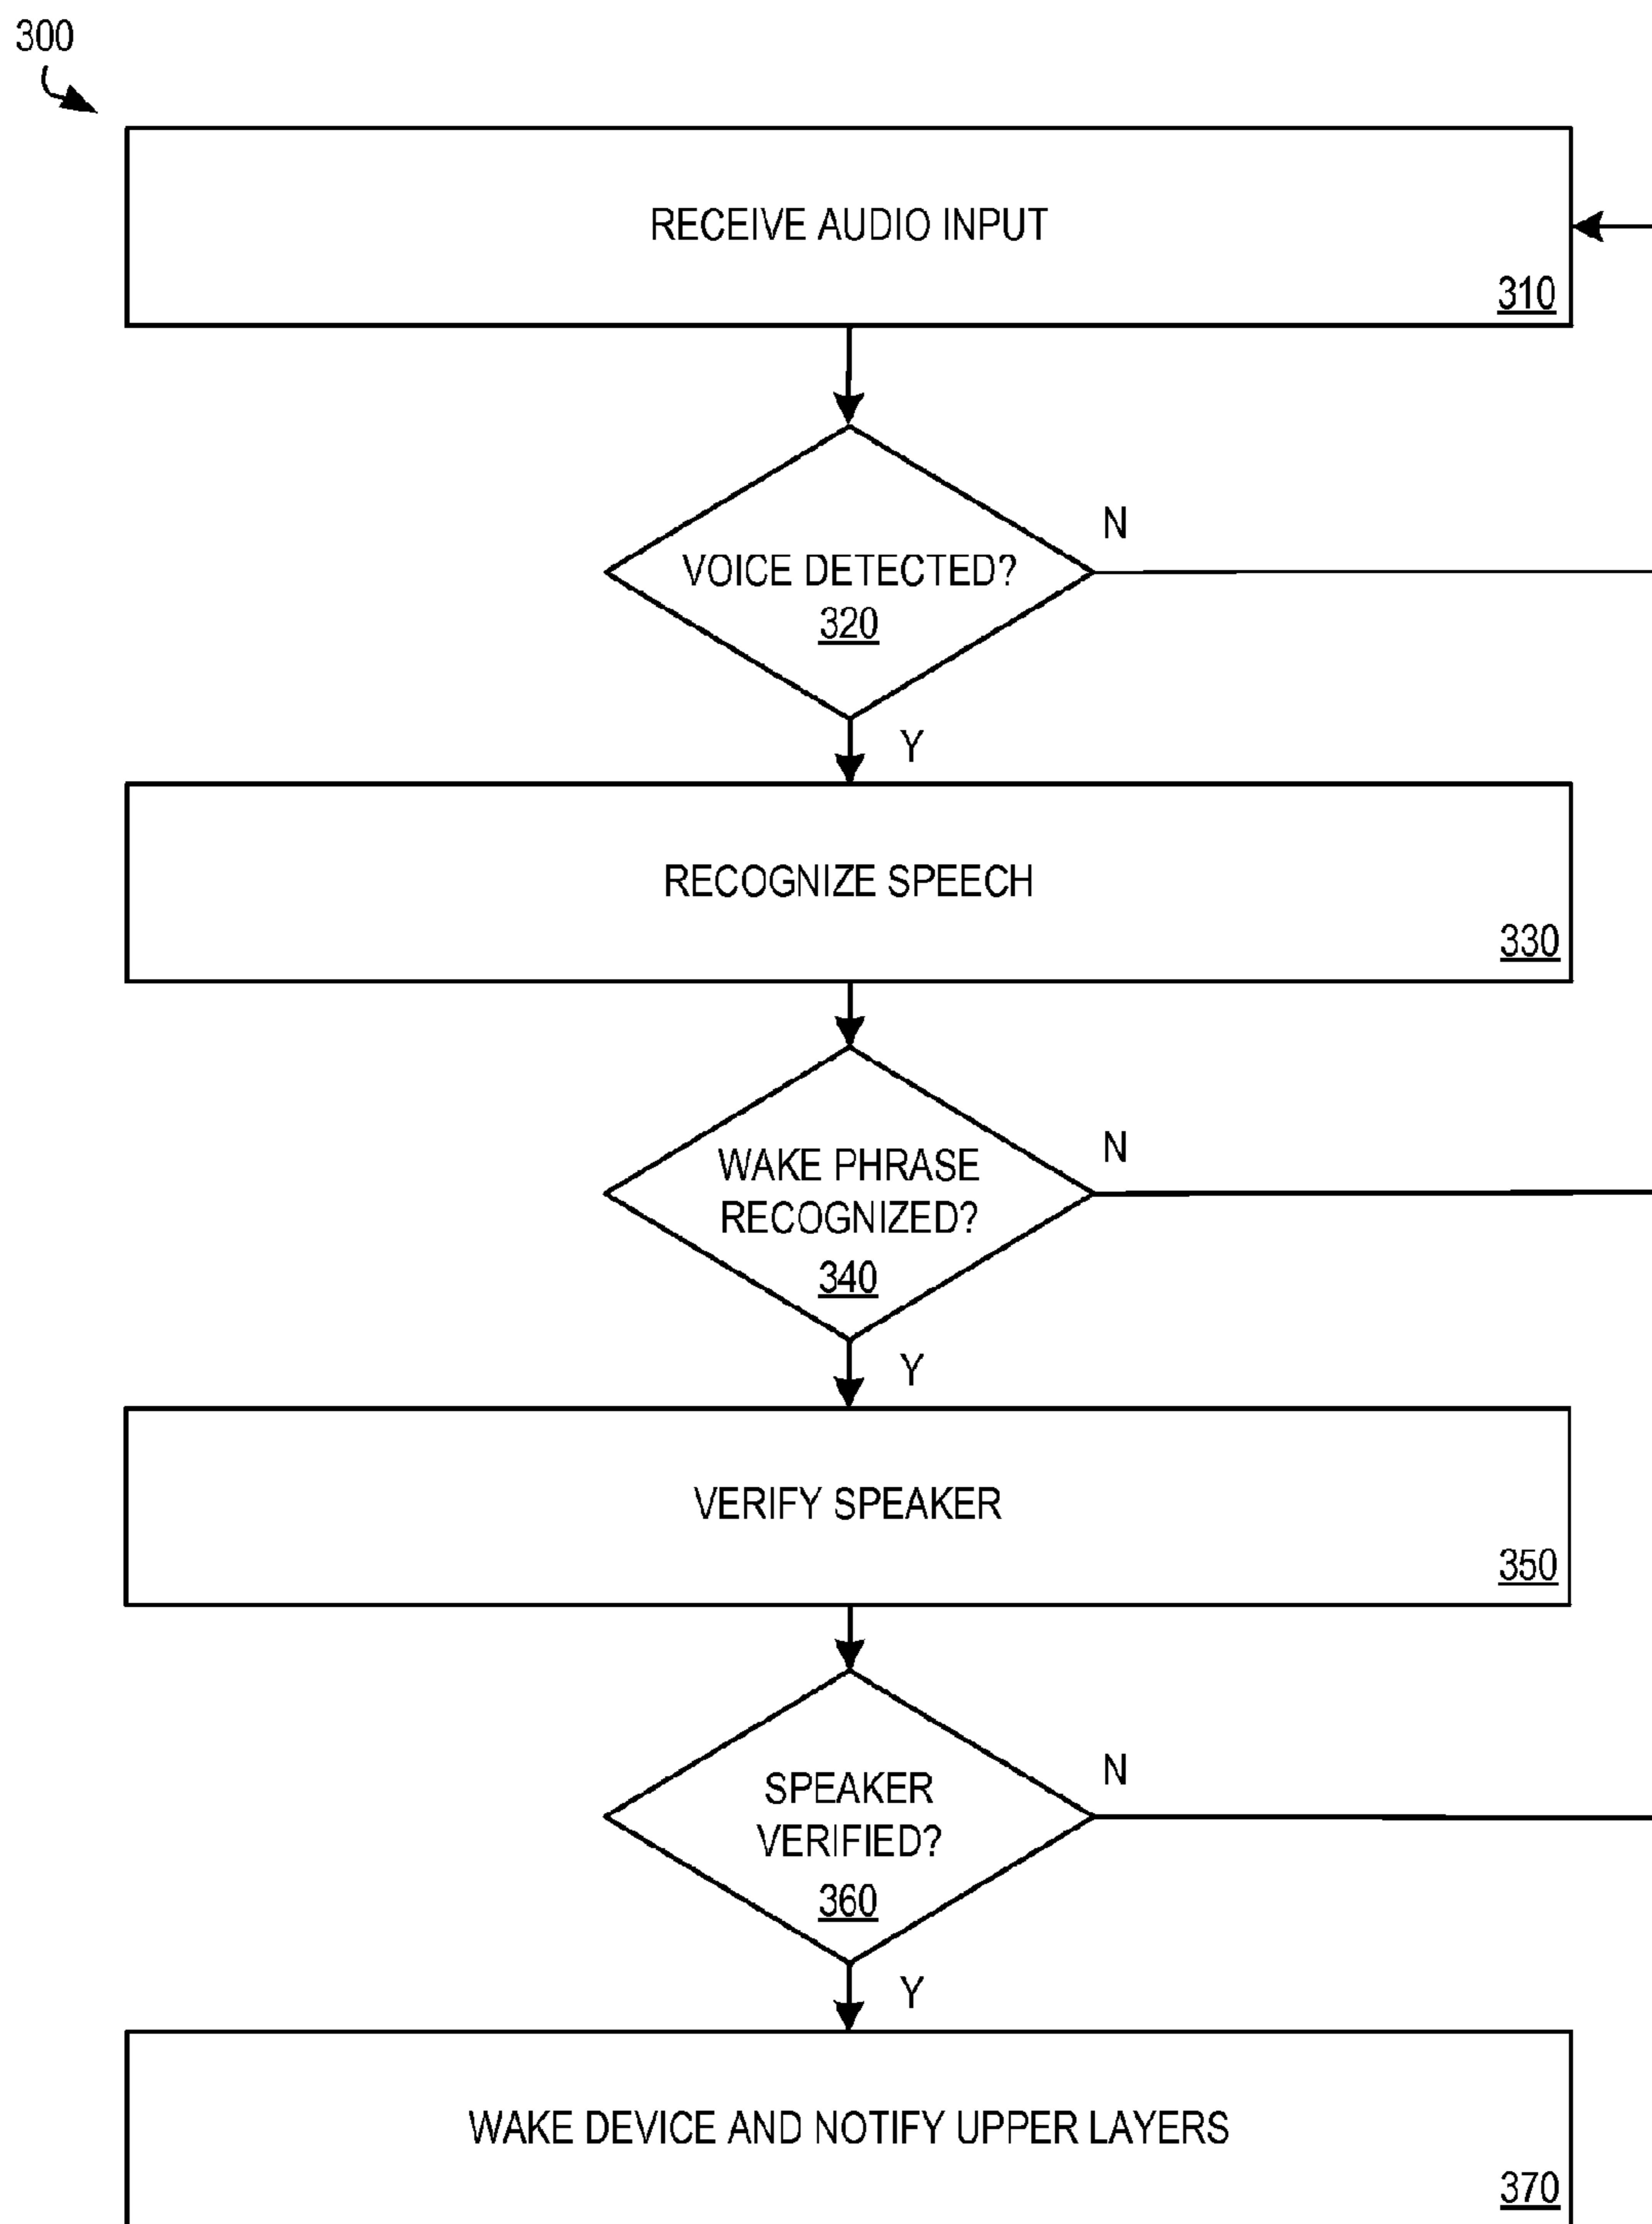 300
RECEIVE AUDIO INPUT
310
N
VOICE DETECTED?
320
Y
RECOGNIZE SPEECH
330
N
WAKE PHRASE
RECOGNIZED?
340
Y
VERIFY SPEAKER
350
N
SPEAKER
VERIFIED?
360
Y
WAKE DEVICE AND NOTIFY UPPER LAYERS
370